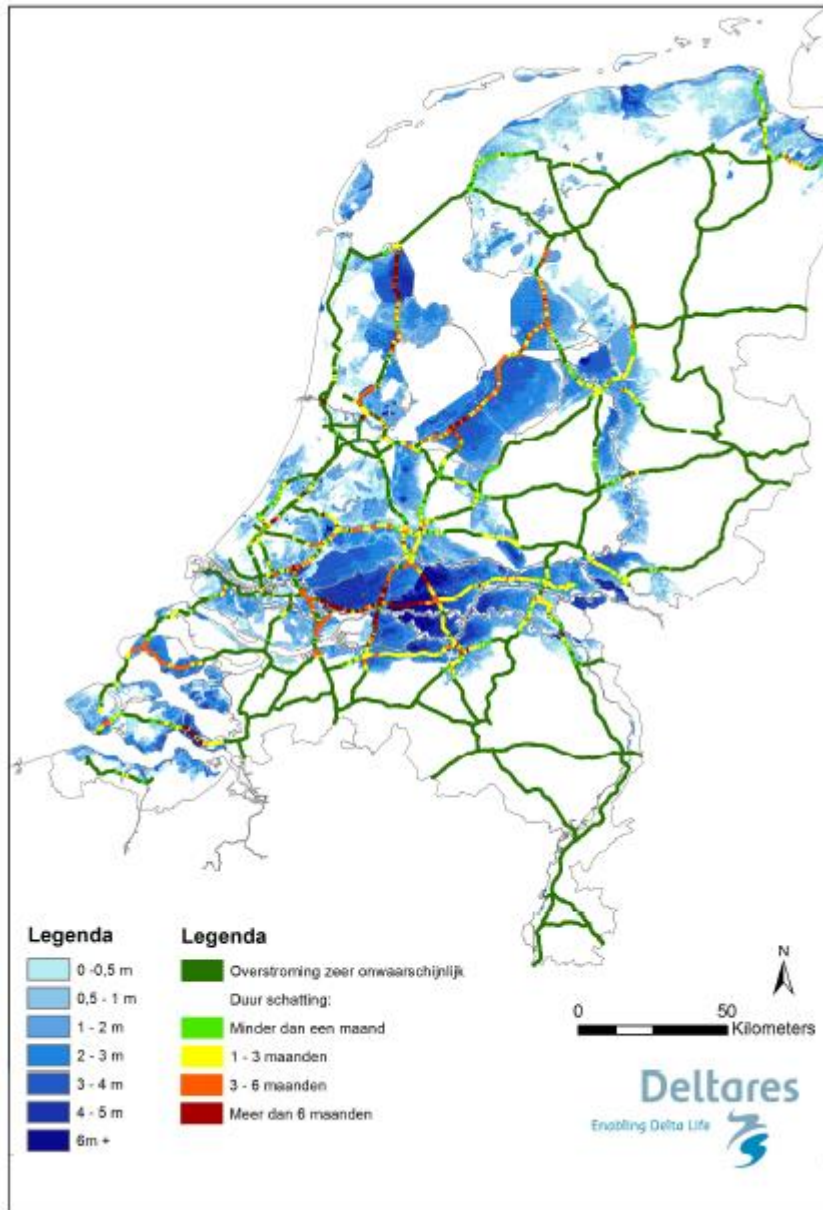 Legenda
0 -0,5 m
0,5 - 1 m
1 - 2 m
2 - 3 m
3 - 4 m
4 - 5 m
6m +
Legenda
Overstroming zeer onwaarschijnlijk
Duur schatting:
Minder dan een maand
1 - 3 maanden
3 - 6 maanden
Meer dan 6 maanden
N
0 50
Kilometers
Deltares
Enabling Delta Life